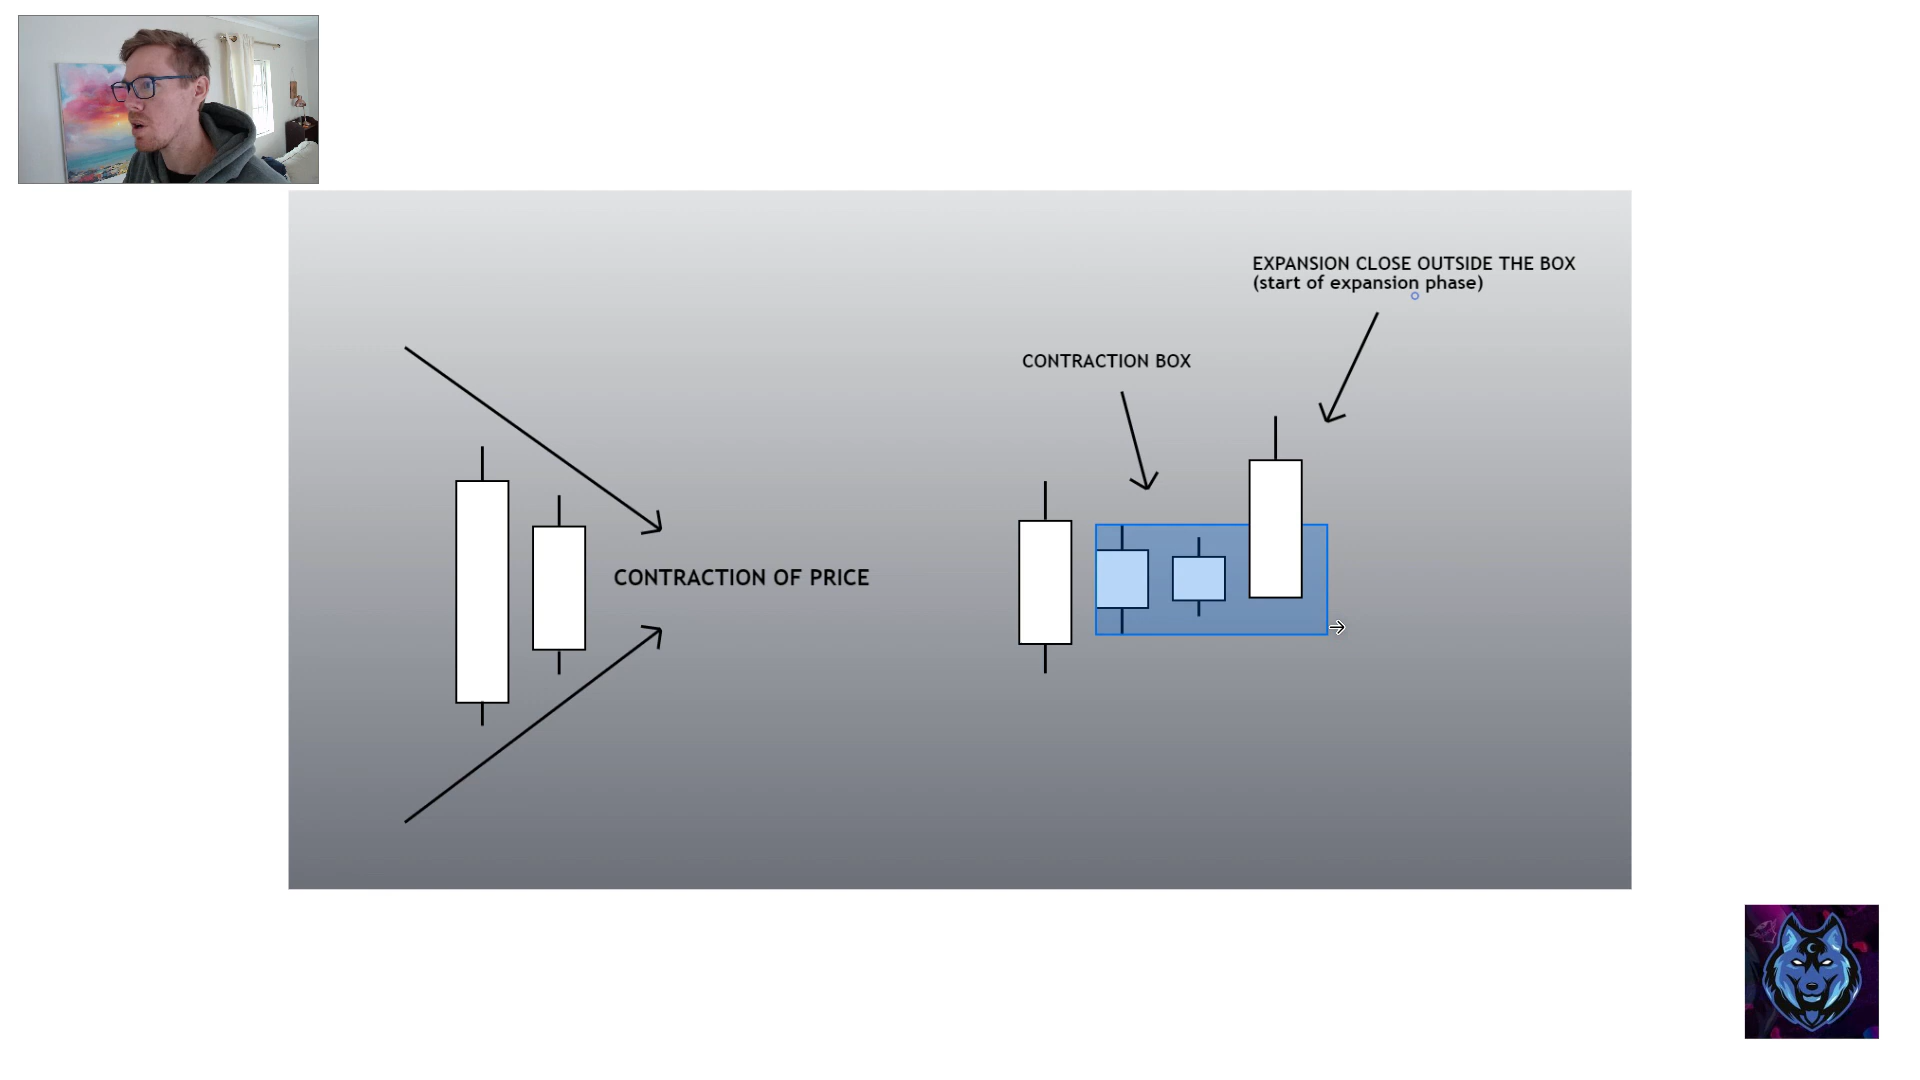 EXPANSION CLOSE OUTSIDE THE BOX
(start of expansion phase)
CONTRACTION BOX
CONTRACTION OF PRICE